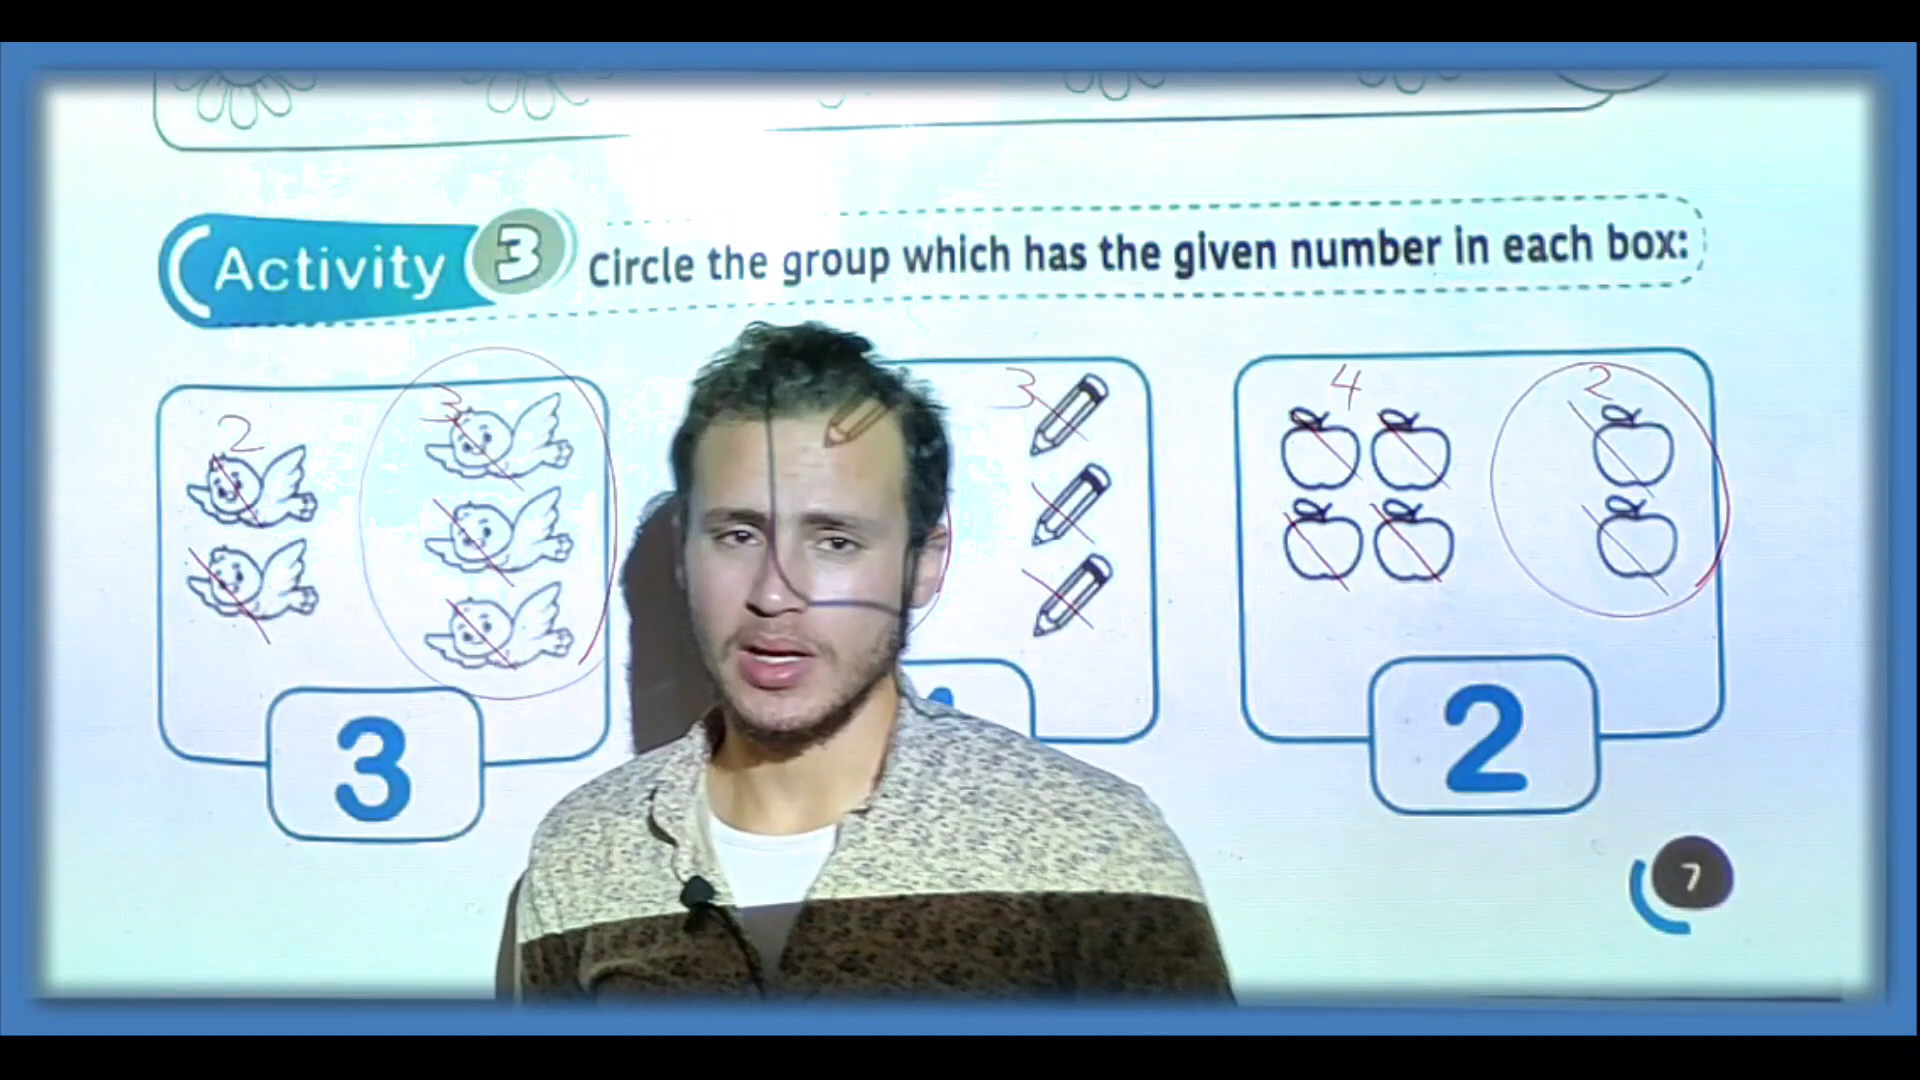 Activity 3 Circle the group which has the given number in each box:
2 3 3 4 2
3 2
7